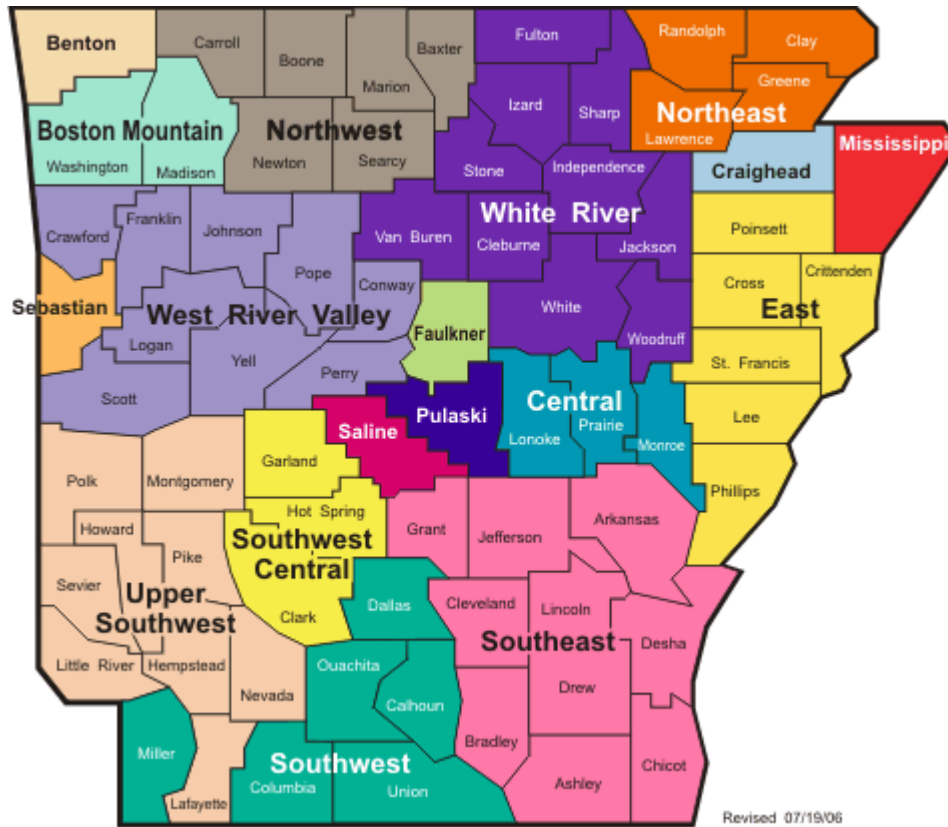 Benton
Carroll
Boone
Marion
Baxter
Fulton
Randolph
Clay
Greene
Izard
Sharp
Northeast
Lawrence
Boston Mountain
Washington
Madison
Northwest
Newton
Searcy
Stone
Independence
Craighead
Mississippi
Crawford
Franklin
Johnson
Pope
Van Buren
White River
Cleburne
Jackson
Poinsett
Conway
Cross
Crittenden
Sebastian
West River Valley
Logan
Yell
Faulkner
White
Woodruff
East
Scott
Perry
St. Francis
Saline
Pulaski
Central
Lonoke
Prairie
Monroe
Lee
Phillips
Polk
Montgomery
Garland
Hot Spring
Howard
Pike
Southwest
Central
Grant
Jefferson
Arkansas
Sevier
Upper
Southwest
Clark
Dallas
Cleveland
Lincoln
Southeast
Desha
Little River
Hempstead
Nevada
Ouachita
Calhoun
Drew
Bradley
Miller
Lafayette
Southwest
Columbia
Union
Ashley
Chicot
Revised 07/19/06